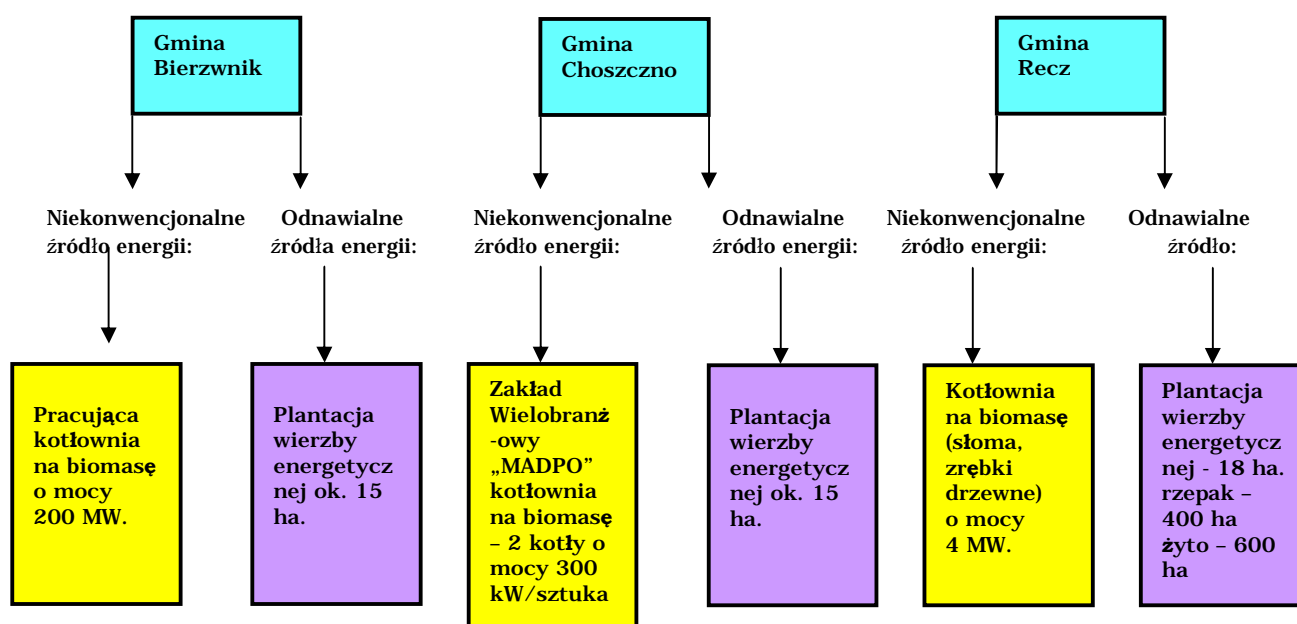 Gmina
Bierzwnik
Gmina
Choszczno
Gmina
Recz
Niekonwencjonalne
źródło energii:
Odnawialne
źródła energii:
Niekonwencjonalne
źródło energii:
Odnawialne
źródło energii:
Niekonwencjonalne
źródło energii:
Odnawialne
źródło:
Pracująca
kotłownia
na biomasę
o mocy
200 MW.
Plantacja
wierzby
energetycz
nej ok. 15
ha.
Zakład
Wielobranż
-owy
„MADPO”
kotłownia
na biomasę
– 2 kotły o
mocy 300
kW/sztuka
Plantacja
wierzby
energetycz
nej ok. 15
ha.
Kotłownia
na biomasę
(słoma,
zrębki
drzewne)
o mocy
4 MW.
Plantacja
wierzby
energetycz
nej - 18 ha.
rzepak –
400 ha
żyto – 600
ha